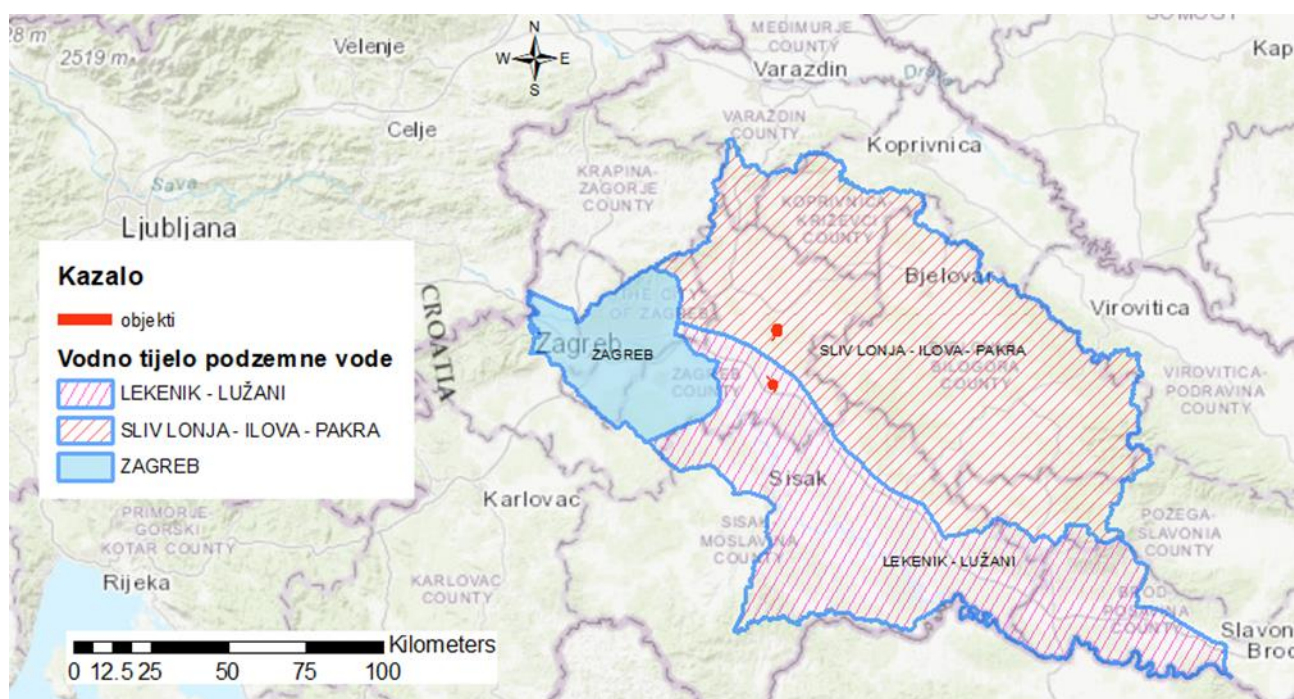 28 m
2519 m
Velenje
N
W E
S
MEĐIMURJE
COUNTY
Varazdin
Drava
SOMOGY
Kap
Celje
VARAZDIN
COUNTY
Koprivnica
KRAPINA-
ZAGORJE
COUNTY
Sava
KOPRIVNICA
KRIŽEVCI
COUNTY
Ljubljana
Bjelovar
Virovitica
Kazalo
objekti
Vodno tijelo podzemne vode
LEKENIK - LUŽANI
SLIV LONJA - ILOVA - PAKRA
ZAGREB
CROATIA
THE CITY
OF ZAGREB
Zagreb
ZAGREB
ZAGREB
COUNTY
SLIV LONJA - ILOVA- PAKRA
BILOGORA
COUNTY
VIROVITICA-
PODRAVINA
COUNTY
Karlovac
Sisak
PRIMORJE-
GORSKI
KOTAR COUNTY
SISAK
MOSLAVINA
COUNTY
POŽEGA-
SLAVONIA
COUNTY
Rijeka
KARLOVAC
COUNTY
LEKENIK - LUŽANI
BROD-
POSAVINA
COUNTY
Slavon
Brod
Kilometers
0 12.5 25 50 75 100